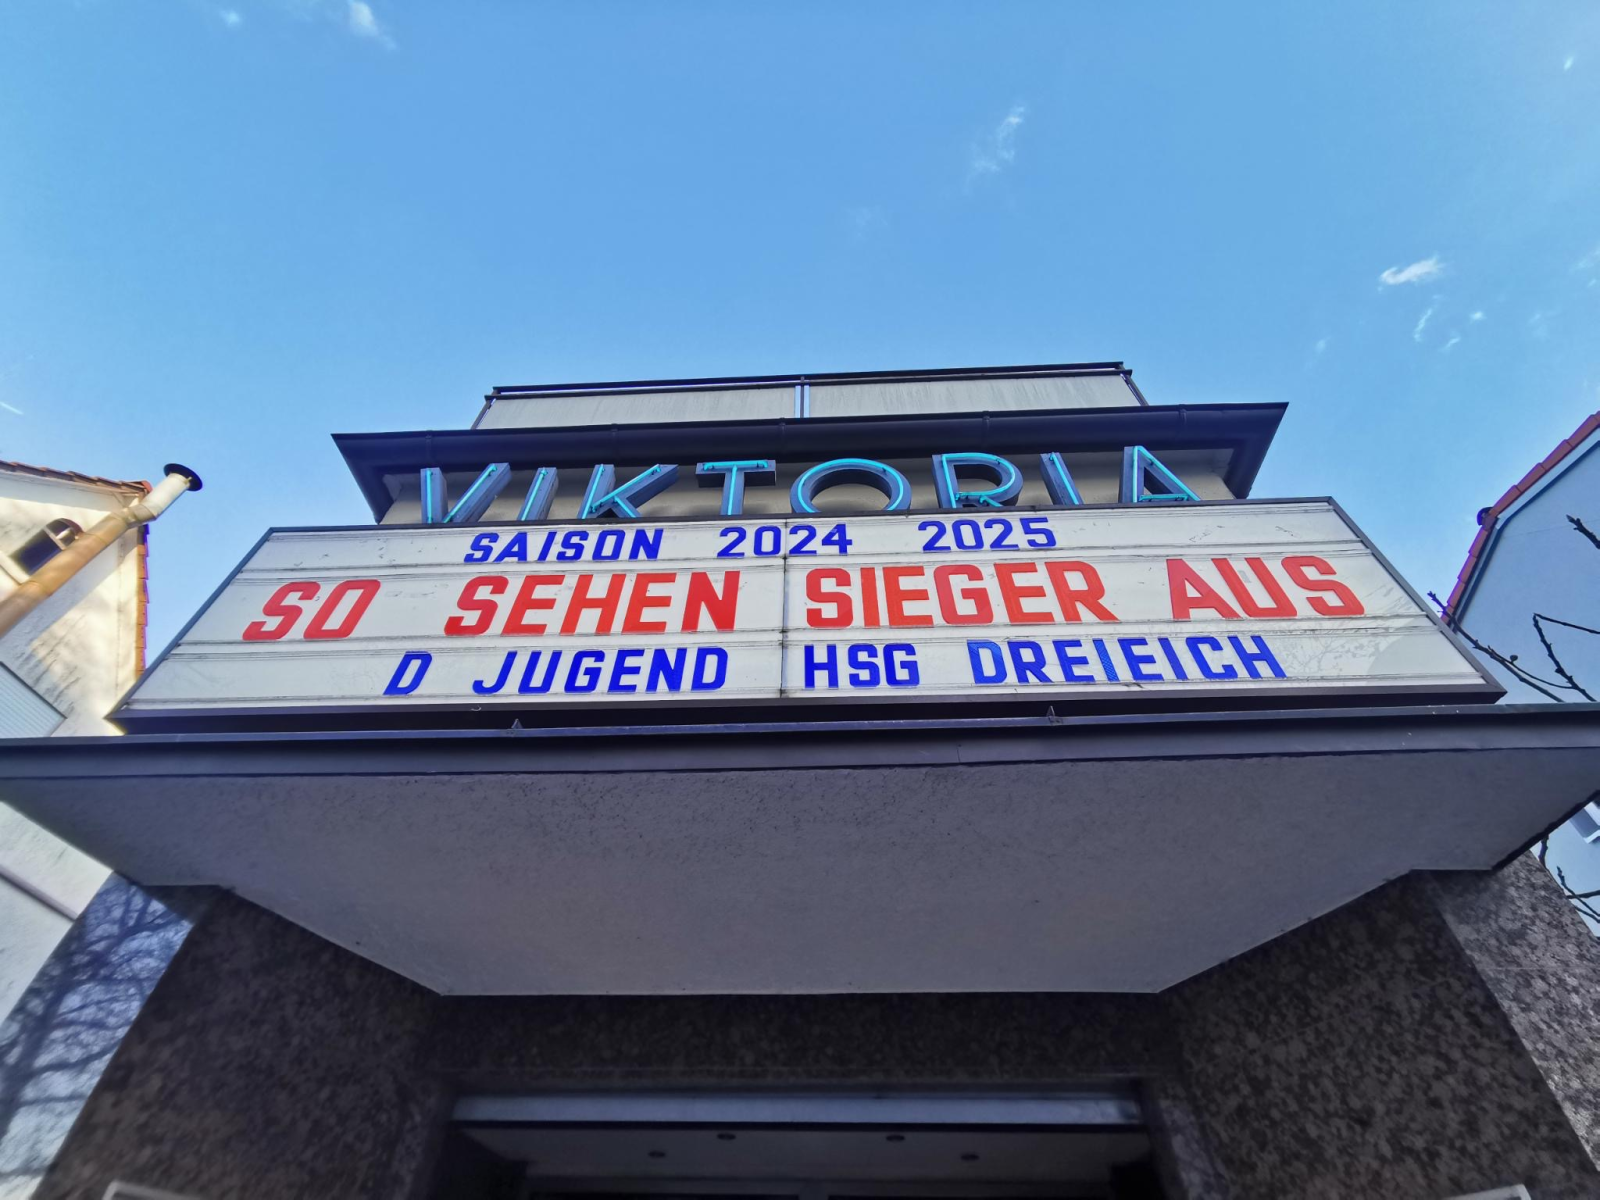 VIKTORIA
SAISON 2024 2025
SO SEHEN SIEGER AUS
D JUGEND HSG DREIEICH